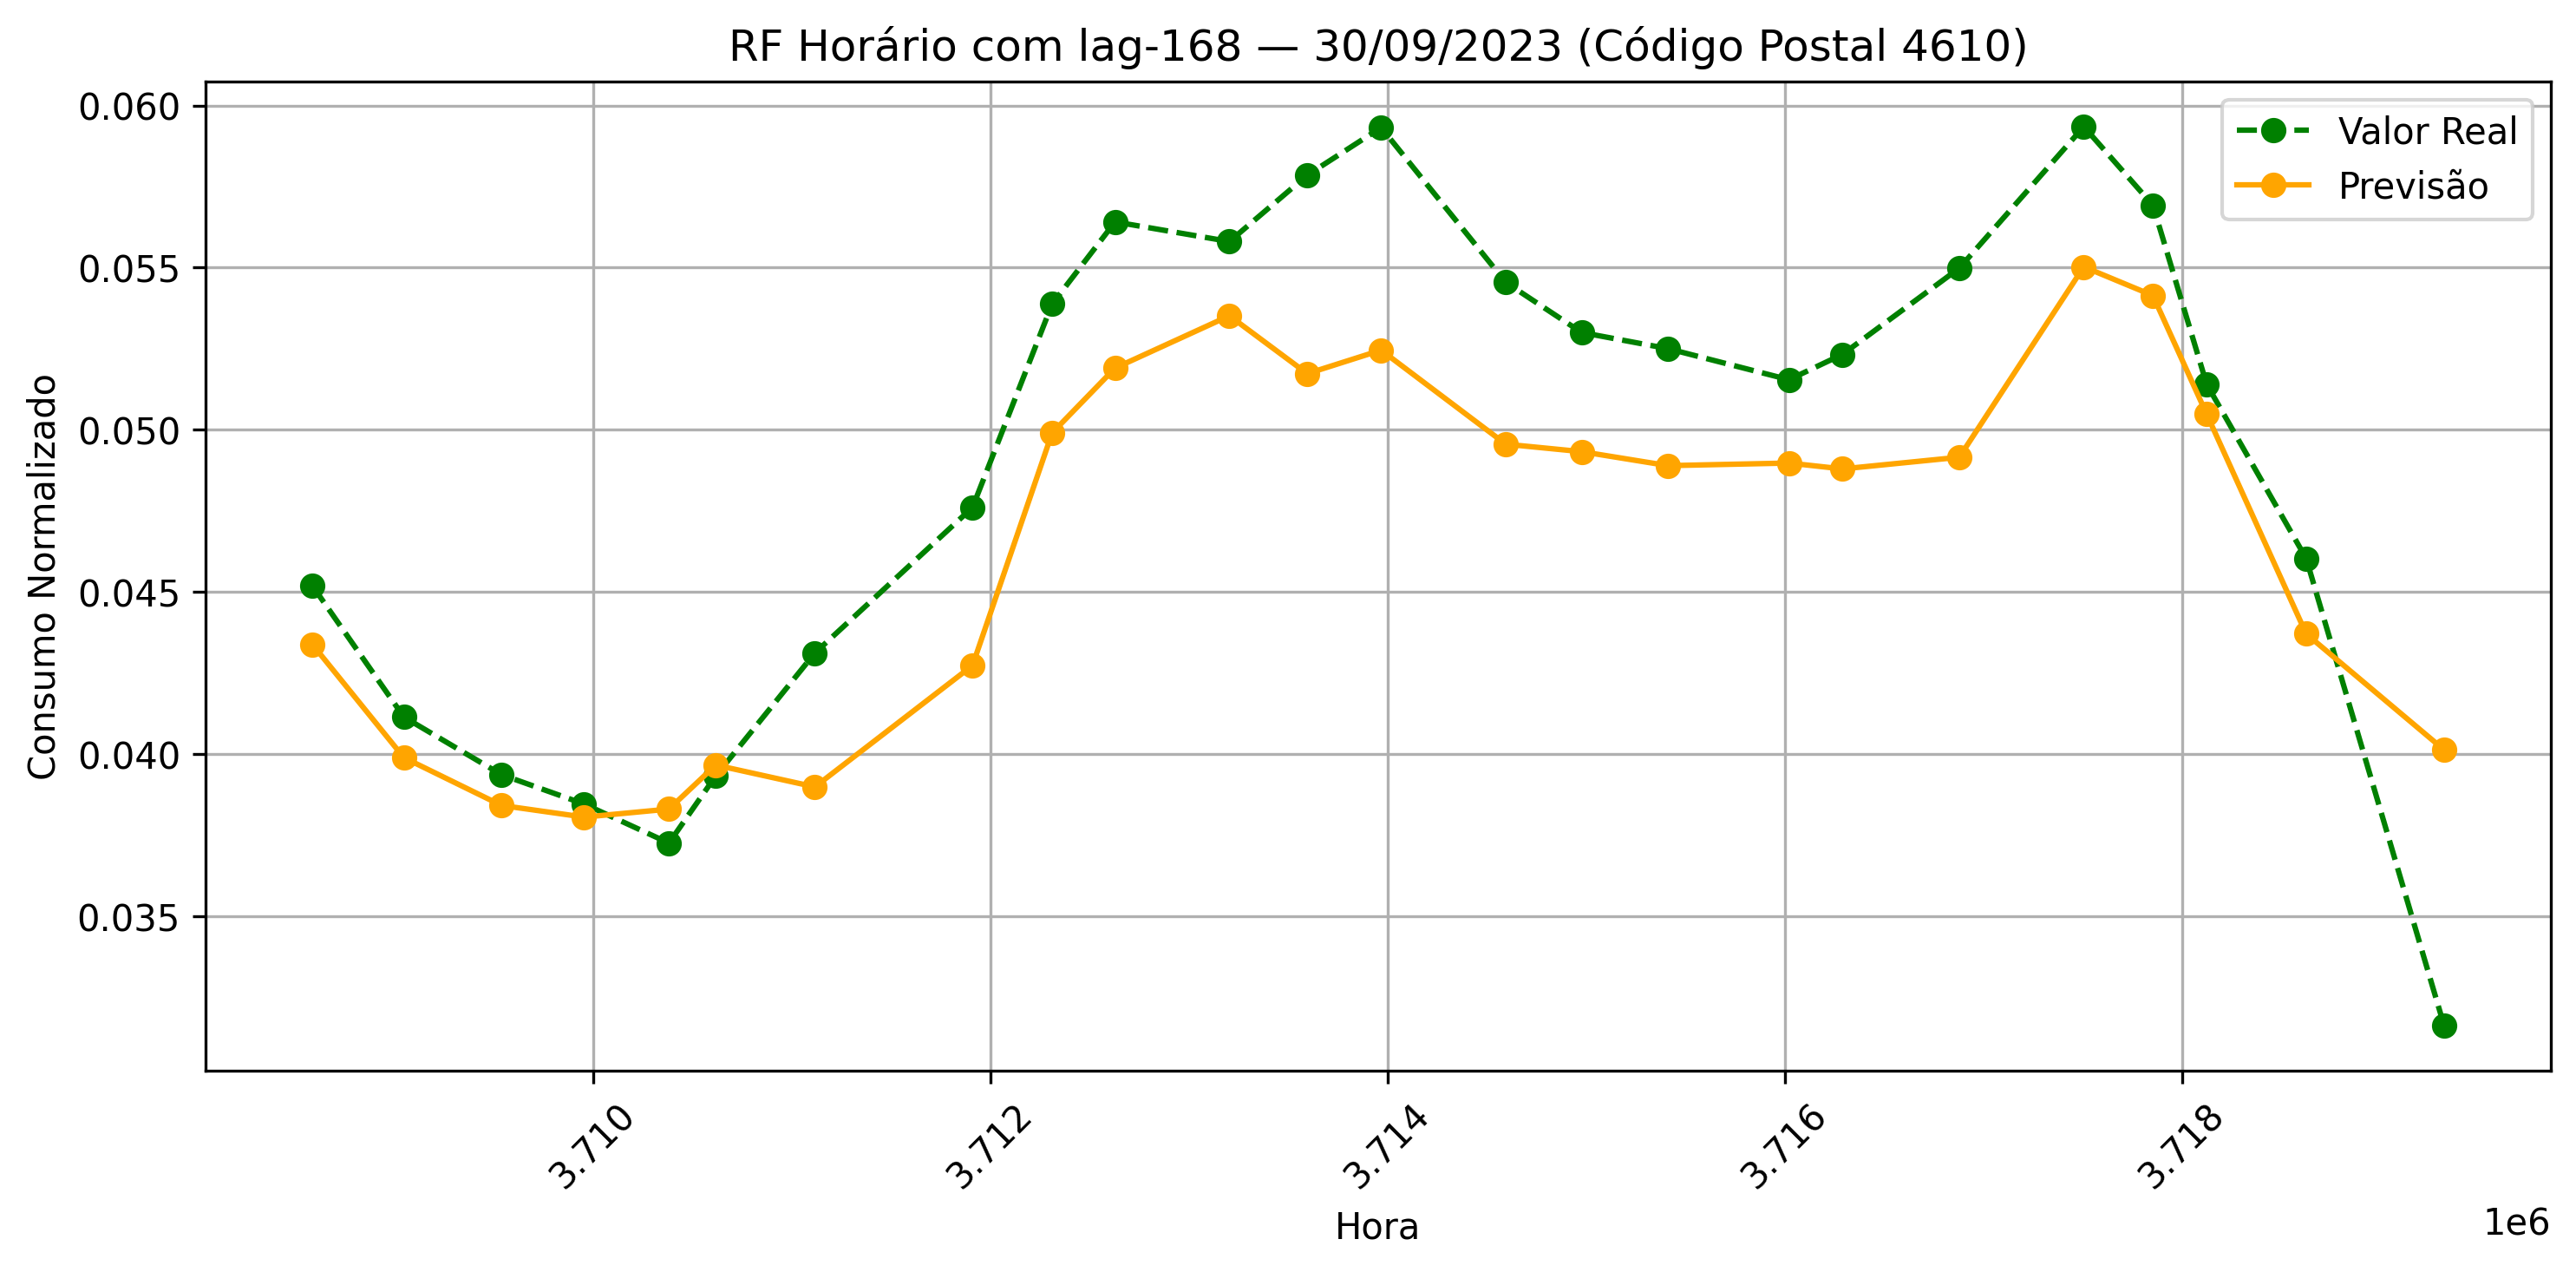 RF Horário com lag-168 — 30/09/2023 (Código Postal 4610)
Valor Real
Previsão
Consumo Normalizado
0.060
0.055
0.050
0.045
0.040
0.035
3.710
3.712
3.714
3.716
3.718
Hora
1e6